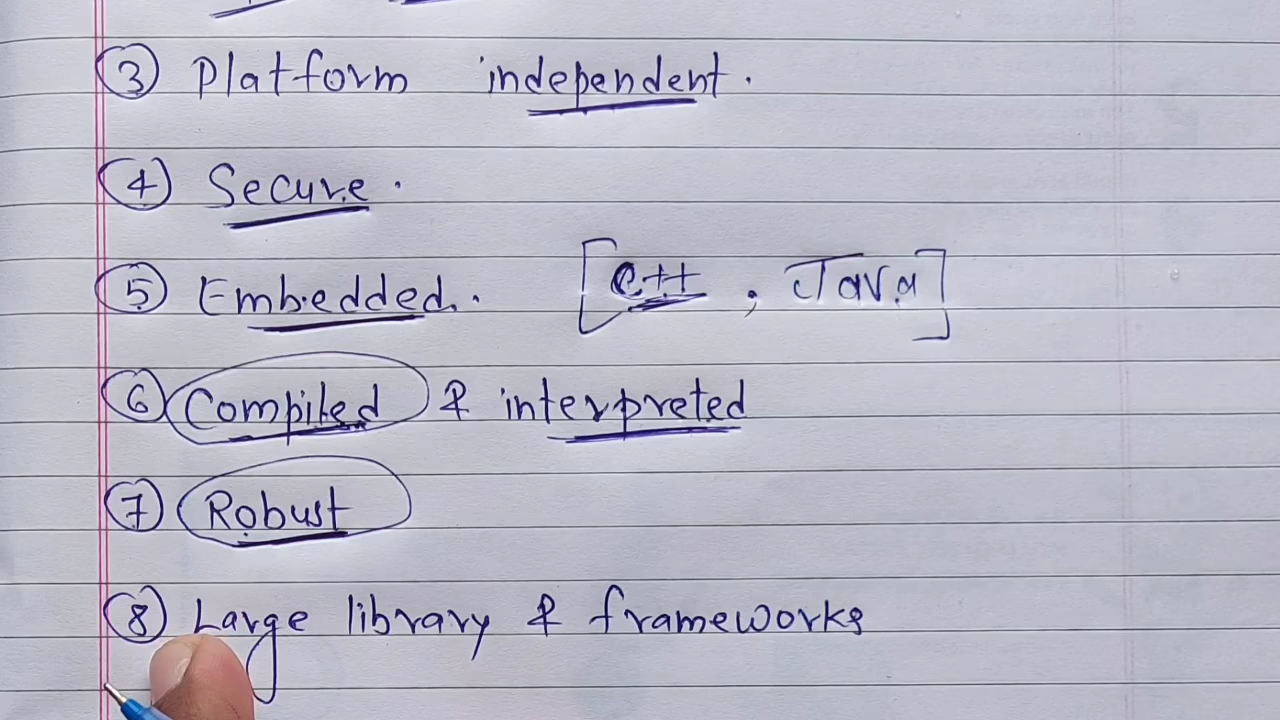 ③ Platform independent.
④ Secure.
⑤ Embedded. [C++, Java]
⑥ Compiled & interpreted
⑦ Robust
⑧ Large library & frameworks